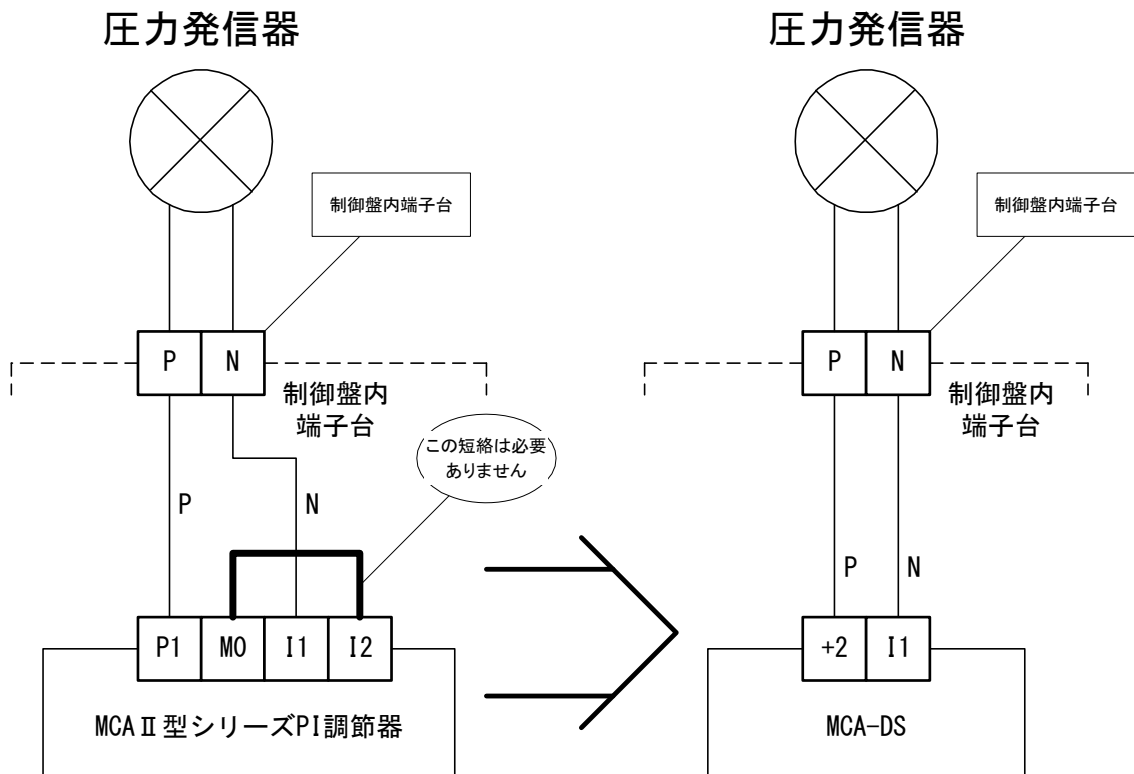 圧力発信器
圧力発信器
制御盤内端子台
制御盤内端子台
P N
P N
制御盤内
端子台
制御盤内
端子台
この短絡は必要
ありません
P N
P N
P1 M0 I1 I2
+2 I1
MCAⅡ型シリーズPI調節器
MCA-DS